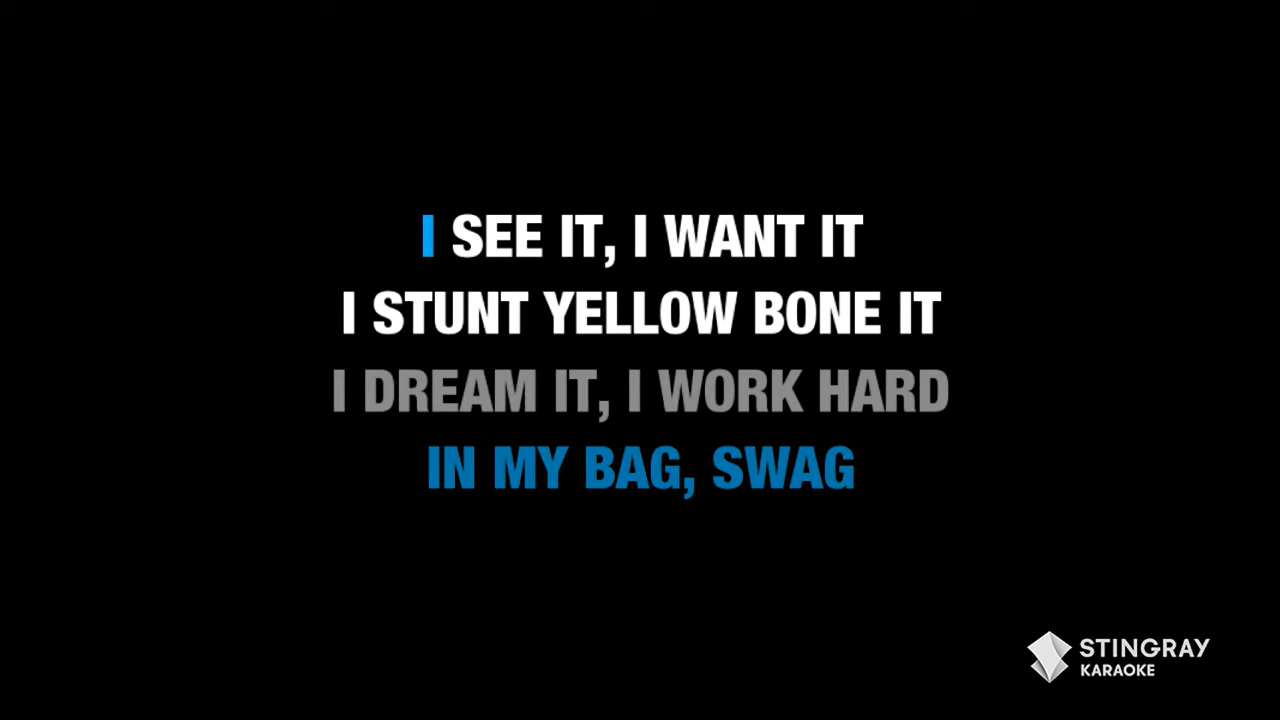 I SEE IT, I WANT IT
I STUNT YELLOW BONE IT
I DREAM IT, I WORK HARD
IN MY BAG, SWAG
STINGRAY
KARAOKE